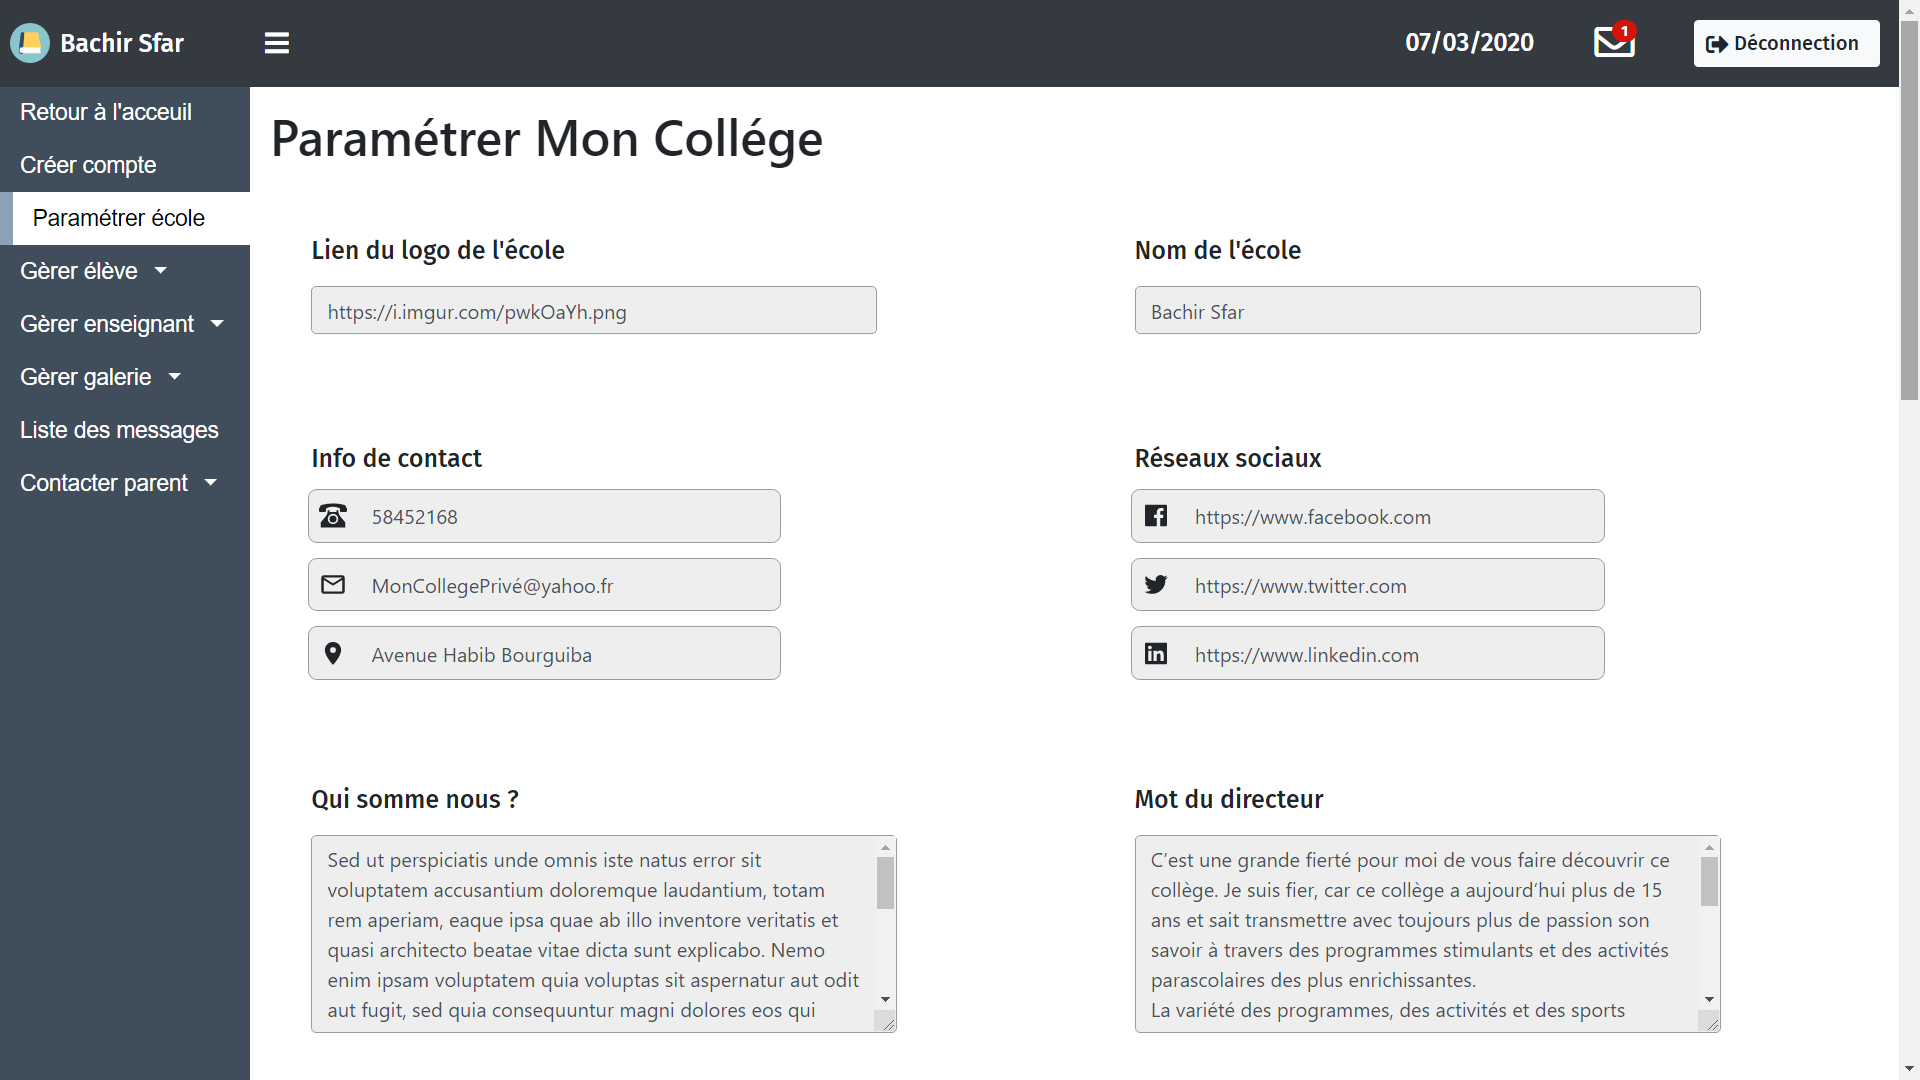 Bachir Sfar
07/03/2020
1
Déconnection
Retour à l'acceuil
Créer compte
Paramétrer école
Gèrer élève
Gèrer enseignant
Gèrer galerie
Liste des messages
Contacter parent
Paramétrer Mon Collége
Lien du logo de l'école
https://i.imgur.com/pwkOaYh.png
Nom de l'école
Bachir Sfar
Info de contact
58452168
MonCollegePrivé@yahoo.fr
Avenue Habib Bourguiba
Réseaux sociaux
https://www.facebook.com
https://www.twitter.com
https://www.linkedin.com
Qui somme nous ?
Sed ut perspiciatis unde omnis iste natus error sit
voluptatem accusantium doloremque laudantium, totam
rem aperiam, eaque ipsa quae ab illo inventore veritatis et
quasi architecto beatae vitae dicta sunt explicabo. Nemo
enim ipsam voluptatem quia voluptas sit aspernatur aut odit
aut fugit, sed quia consequuntur magni dolores eos qui
Mot du directeur
C’est une grande fierté pour moi de vous faire découvrir ce
collège. Je suis fier, car ce collège a aujourd’hui plus de 15
ans et sait transmettre avec toujours plus de passion son
savoir à travers des programmes stimulants et des activités
parascolaires des plus enrichissantes.
La variété des programmes, des activités et des sports